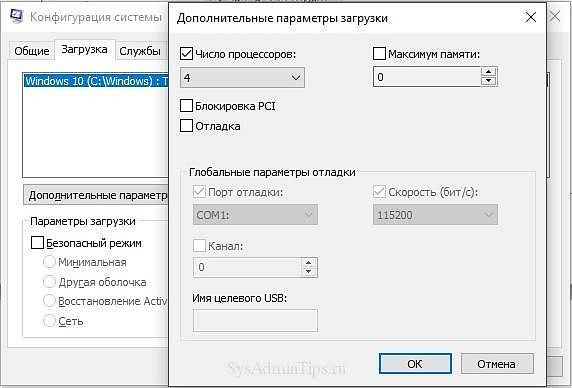 Конфигурация системы
Общие
Загрузка
Службы
Windows 10 (C:\Windows) : T
Дополнительные параметр
Параметры загрузки
Безопасный режим
Минимальная
Другая оболочка
Восстановление Activ
Сеть
Дополнительные параметры загрузки
Число процессоров:
Максимум памяти:
4
0
Блокировка PCI
Отладка
Глобальные параметры отладки
Порт отладки:
Скорость (бит/с):
COM1:
115200
Канал:
0
Имя целевого USB:
OK
Отмена
SysAdminTips.ru